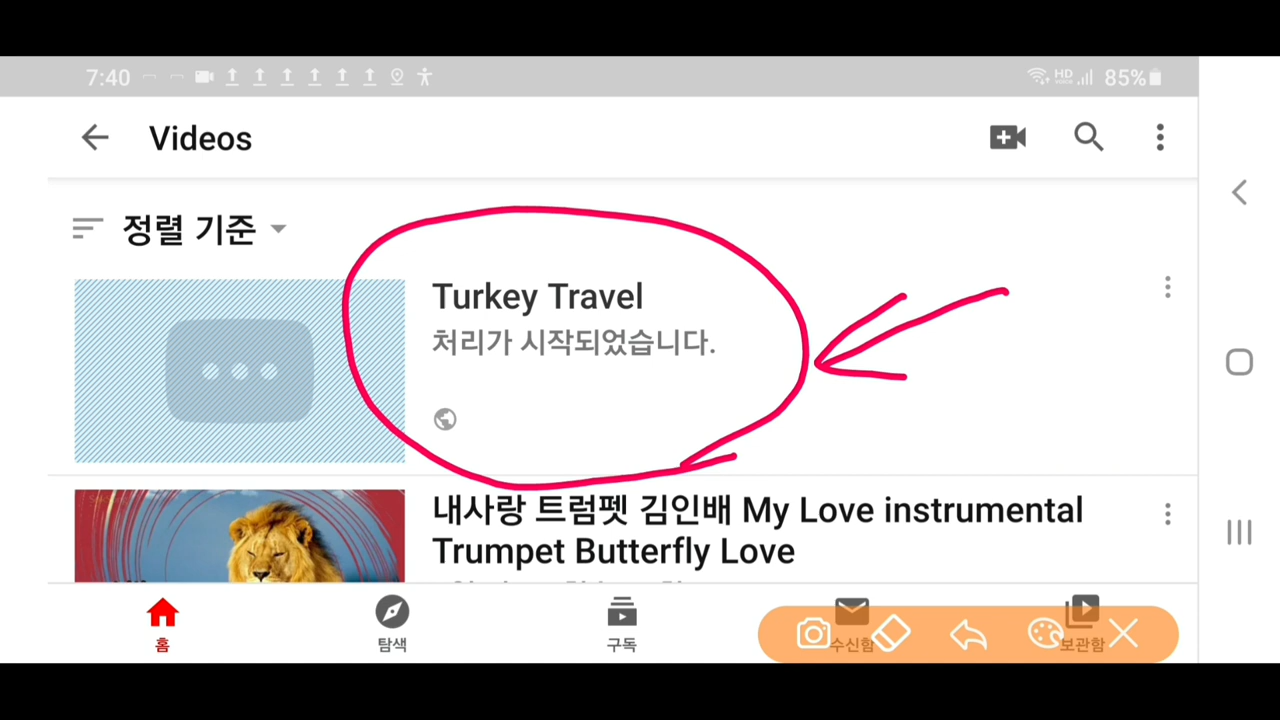 7:40 HD 85%
Videos
정렬 기준
Turkey Travel
처리가 시작되었습니다.
내사랑 트럼펫 김인배 My Love instrumental
Trumpet Butterfly Love
홈 탐색 구독 수신함 보관함